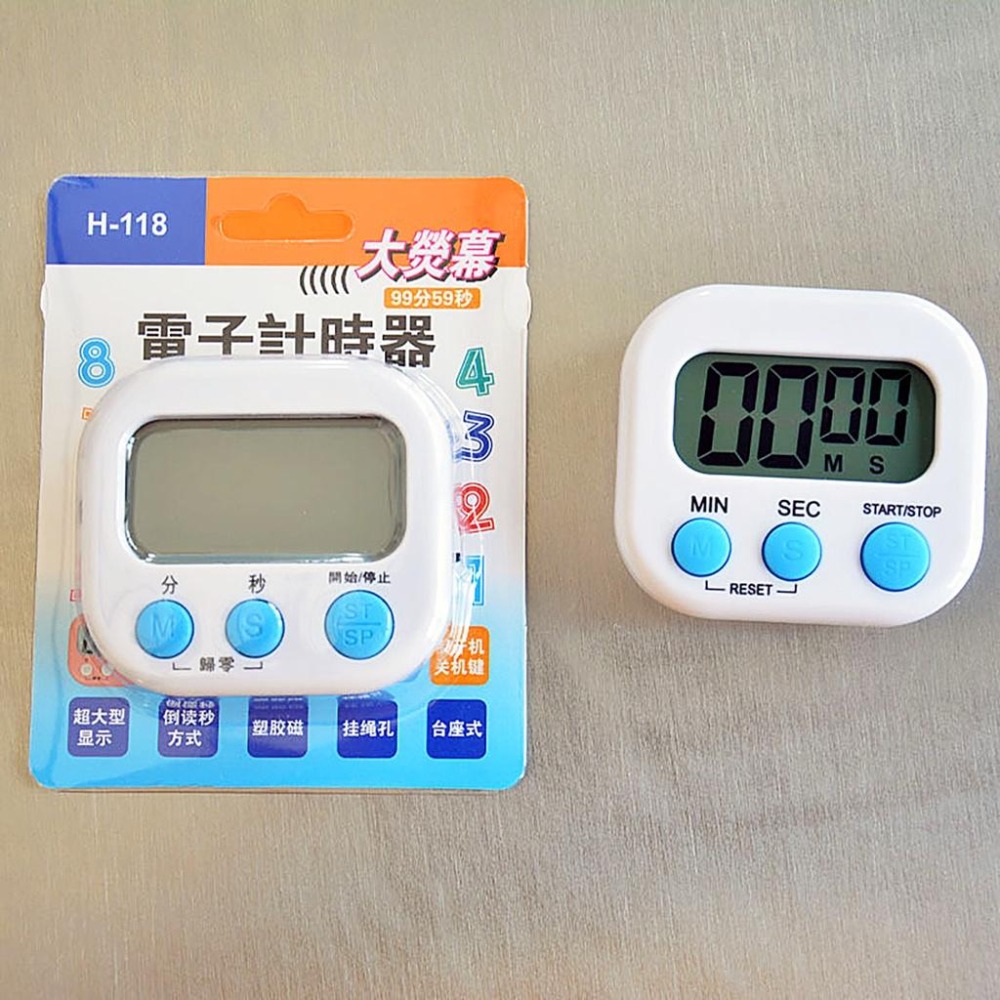 H-118
大熒幕
99分59秒
電子計時器
8
4
3
2
1
分 秒 開始/停止
M S ST
SP
歸零
关机键
超大型
显示
倒读秒
方式
塑胶磁
挂绳孔
台座式
00 00
M S
MIN SEC START/STOP
M S ST
SP
RESET